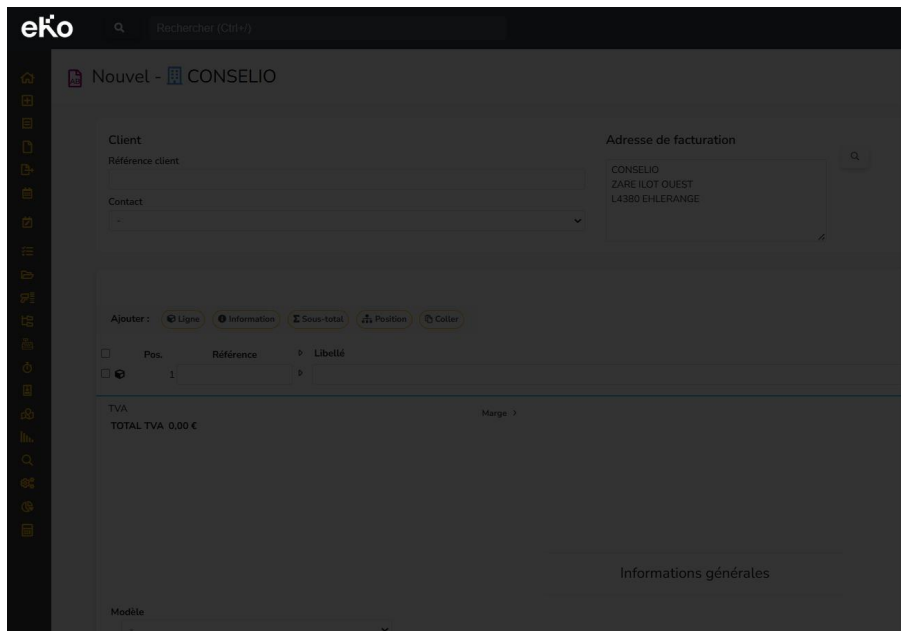 eko
Rechercher (Ctrl+/)
Nouvel - CONSELIO
Client
Adresse de facturation
Référence client
CONSELIO
ZARE ILOT OUEST
L4380 EHLERANGE
Contact
-
Ajouter : Ligne Information Sous-total Position Coller
Pos. Référence Libellé
1
TVA
Marge
TOTAL TVA 0,00 €
Informations générales
Modèle